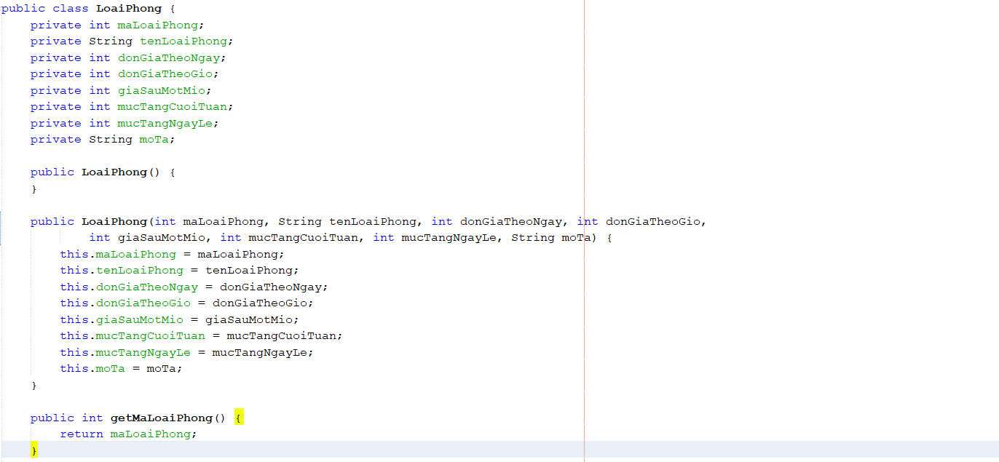 public class LoaiPhong {
    private int maLoaiPhong;
    private String tenLoaiPhong;
    private int donGiaTheoNgay;
    private int donGiaTheoGio;
    private int giaSauMotMio;
    private int mucTangCuoiTuan;
    private int mucTangNgayLe;
    private String moTa;

    public LoaiPhong() {
    }

    public LoaiPhong(int maLoaiPhong, String tenLoaiPhong, int donGiaTheoNgay, int donGiaTheoGio,
            int giaSauMotMio, int mucTangCuoiTuan, int mucTangNgayLe, String moTa) {
        this.maLoaiPhong = maLoaiPhong;
        this.tenLoaiPhong = tenLoaiPhong;
        this.donGiaTheoNgay = donGiaTheoNgay;
        this.donGiaTheoGio = donGiaTheoGio;
        this.giaSauMotMio = giaSauMotMio;
        this.mucTangCuoiTuan = mucTangCuoiTuan;
        this.mucTangNgayLe = mucTangNgayLe;
        this.moTa = moTa;
    }

    public int getMaLoaiPhong() {
        return maLoaiPhong;
    }